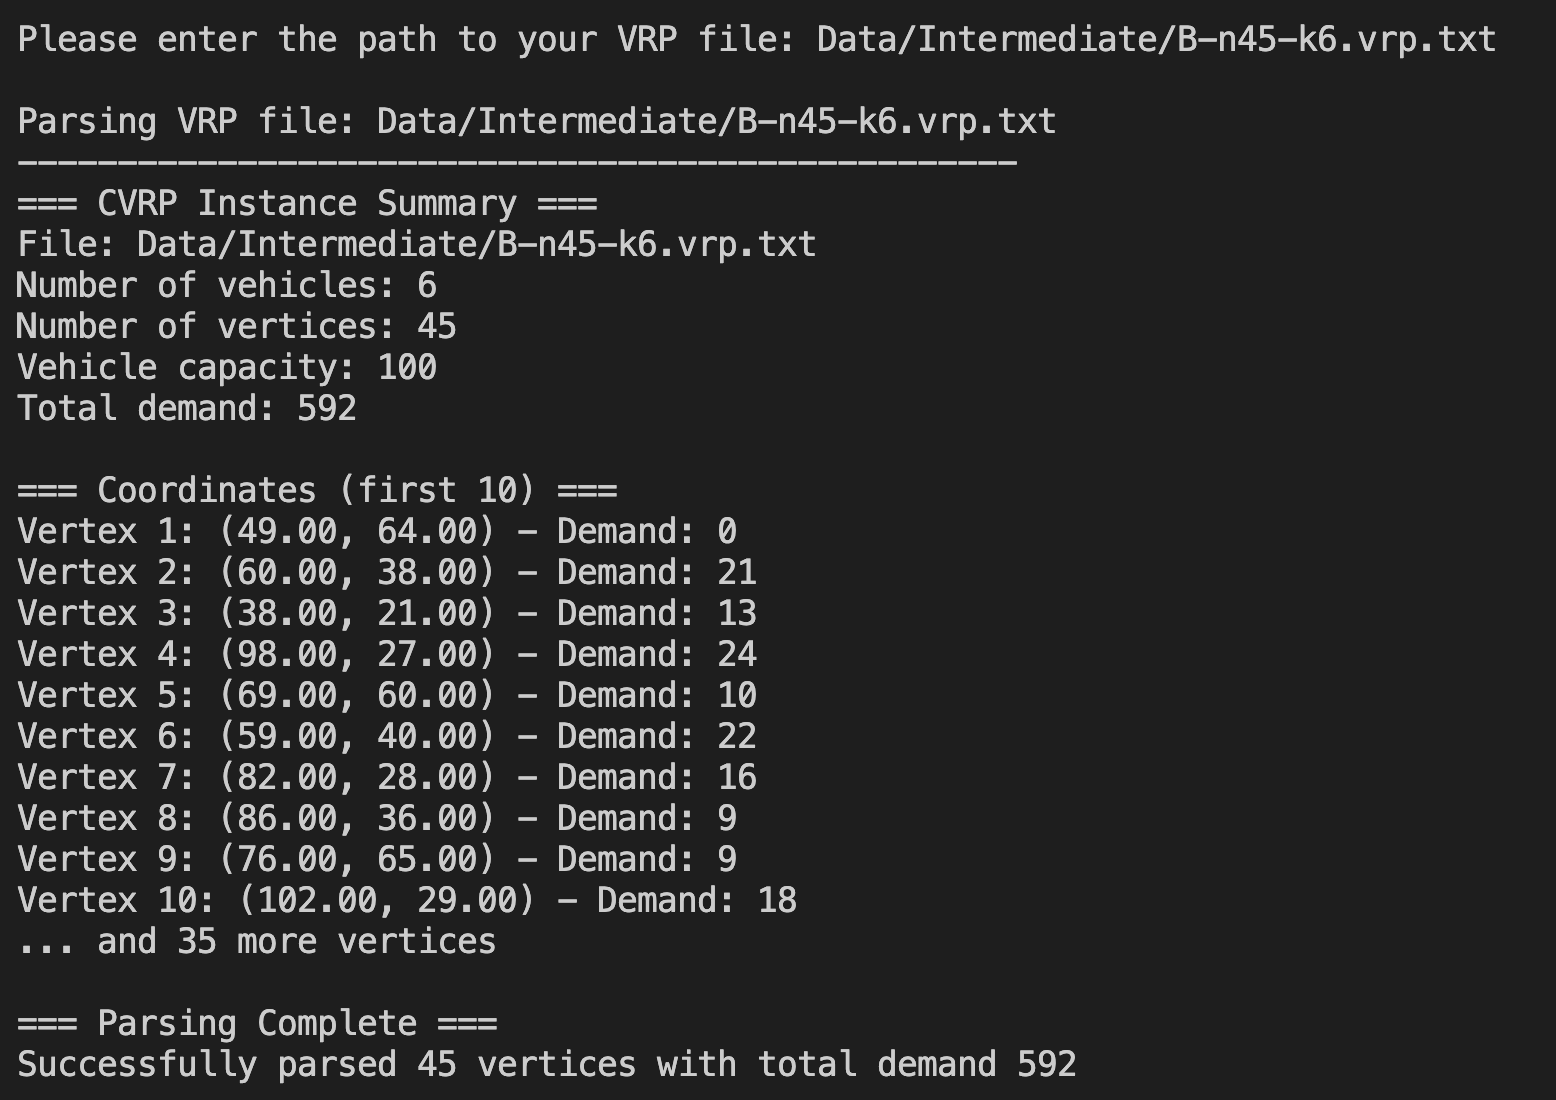 Please enter the path to your VRP file: Data/Intermediate/B-n45-k6.vrp.txt
Parsing VRP file: Data/Intermediate/B-n45-k6.vrp.txt
--------------------------------------------------
=== CVRP Instance Summary ===
File: Data/Intermediate/B-n45-k6.vrp.txt
Number of vehicles: 6
Number of vertices: 45
Vehicle capacity: 100
Total demand: 592
=== Coordinates (first 10) ===
Vertex 1: (49.00, 64.00) - Demand: 0
Vertex 2: (60.00, 38.00) - Demand: 21
Vertex 3: (38.00, 21.00) - Demand: 13
Vertex 4: (98.00, 27.00) - Demand: 24
Vertex 5: (69.00, 60.00) - Demand: 10
Vertex 6: (59.00, 40.00) - Demand: 22
Vertex 7: (82.00, 28.00) - Demand: 16
Vertex 8: (86.00, 36.00) - Demand: 9
Vertex 9: (76.00, 65.00) - Demand: 9
Vertex 10: (102.00, 29.00) - Demand: 18
... and 35 more vertices
=== Parsing Complete ===
Successfully parsed 45 vertices with total demand 592